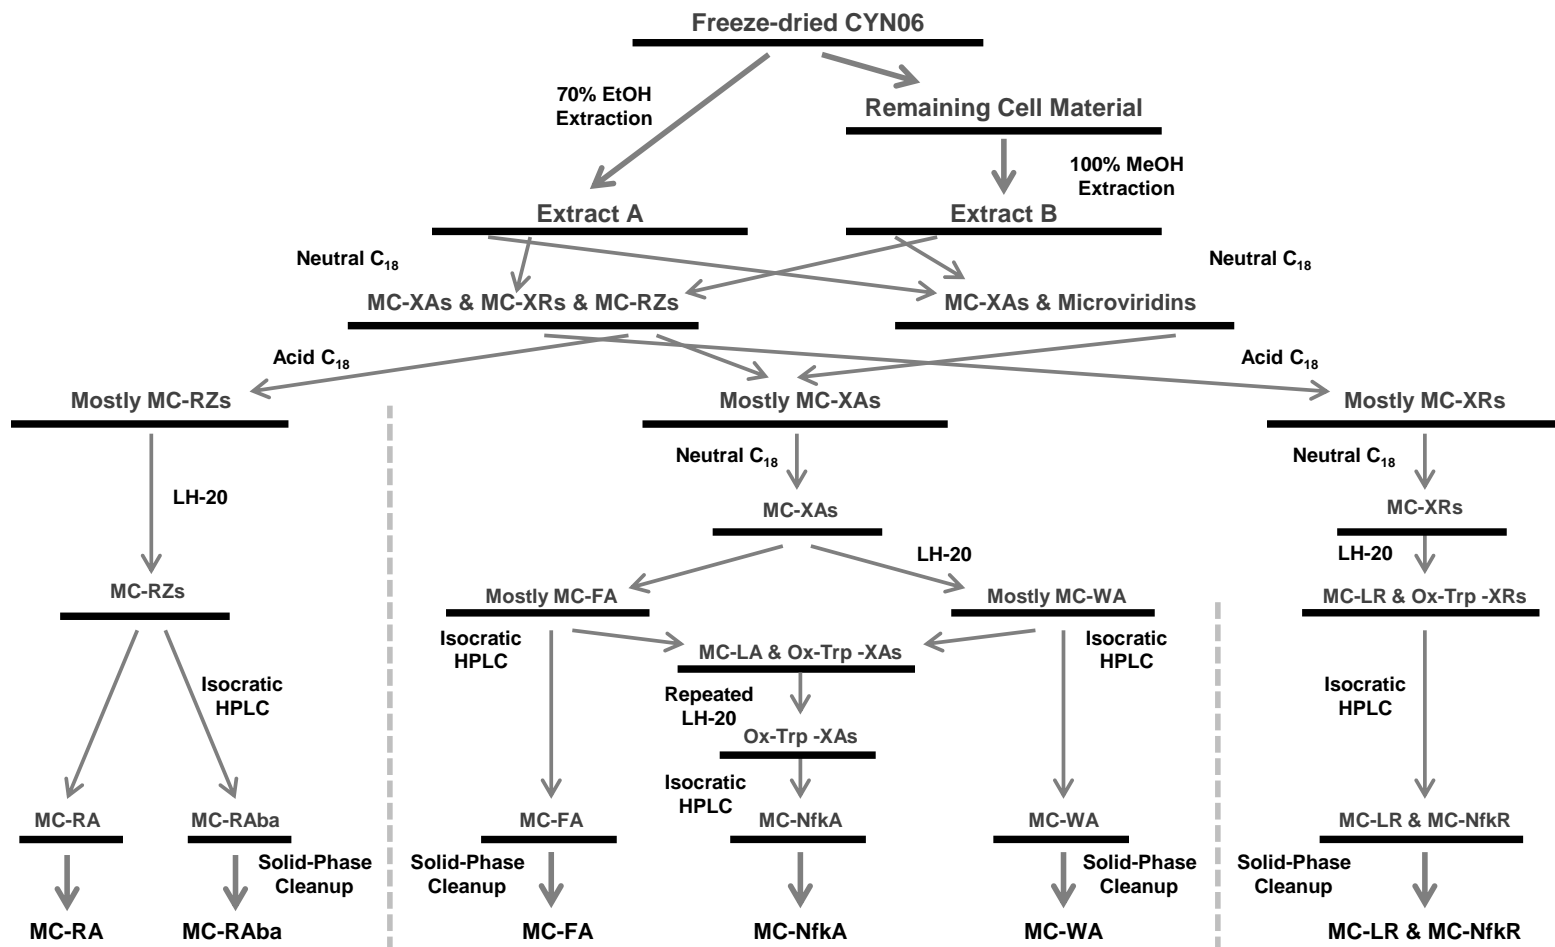 Freeze-dried CYN06
70% EtOH
Extraction
Remaining Cell Material
100% MeOH
Extraction
Extract A
Extract B
Neutral C18
Neutral C18
MC-XAs & MC-XRs & MC-RZs
MC-XAs & Microviridins
Acid C18
Acid C18
Mostly MC-RZs
Mostly MC-XAs
Mostly MC-XRs
Neutral C18
Neutral C18
LH-20
MC-XAs
MC-XRs
LH-20
LH-20
MC-RZs
Mostly MC-FA
Mostly MC-WA
MC-LR & Ox-Trp -XRs
Isocratic
HPLC
MC-LA & Ox-Trp -XAs
Isocratic
HPLC
Isocratic
HPLC
Repeated
LH-20
Isocratic
HPLC
Ox-Trp -XAs
Isocratic
HPLC
MC-RA
MC-RAba
MC-FA
MC-NfkA
MC-WA
MC-LR & MC-NfkR
Solid-Phase
Cleanup
Solid-Phase
Cleanup
Solid-Phase
Cleanup
Solid-Phase
Cleanup
MC-RA
MC-RAba
MC-FA
MC-NfkA
MC-WA
MC-LR & MC-NfkR